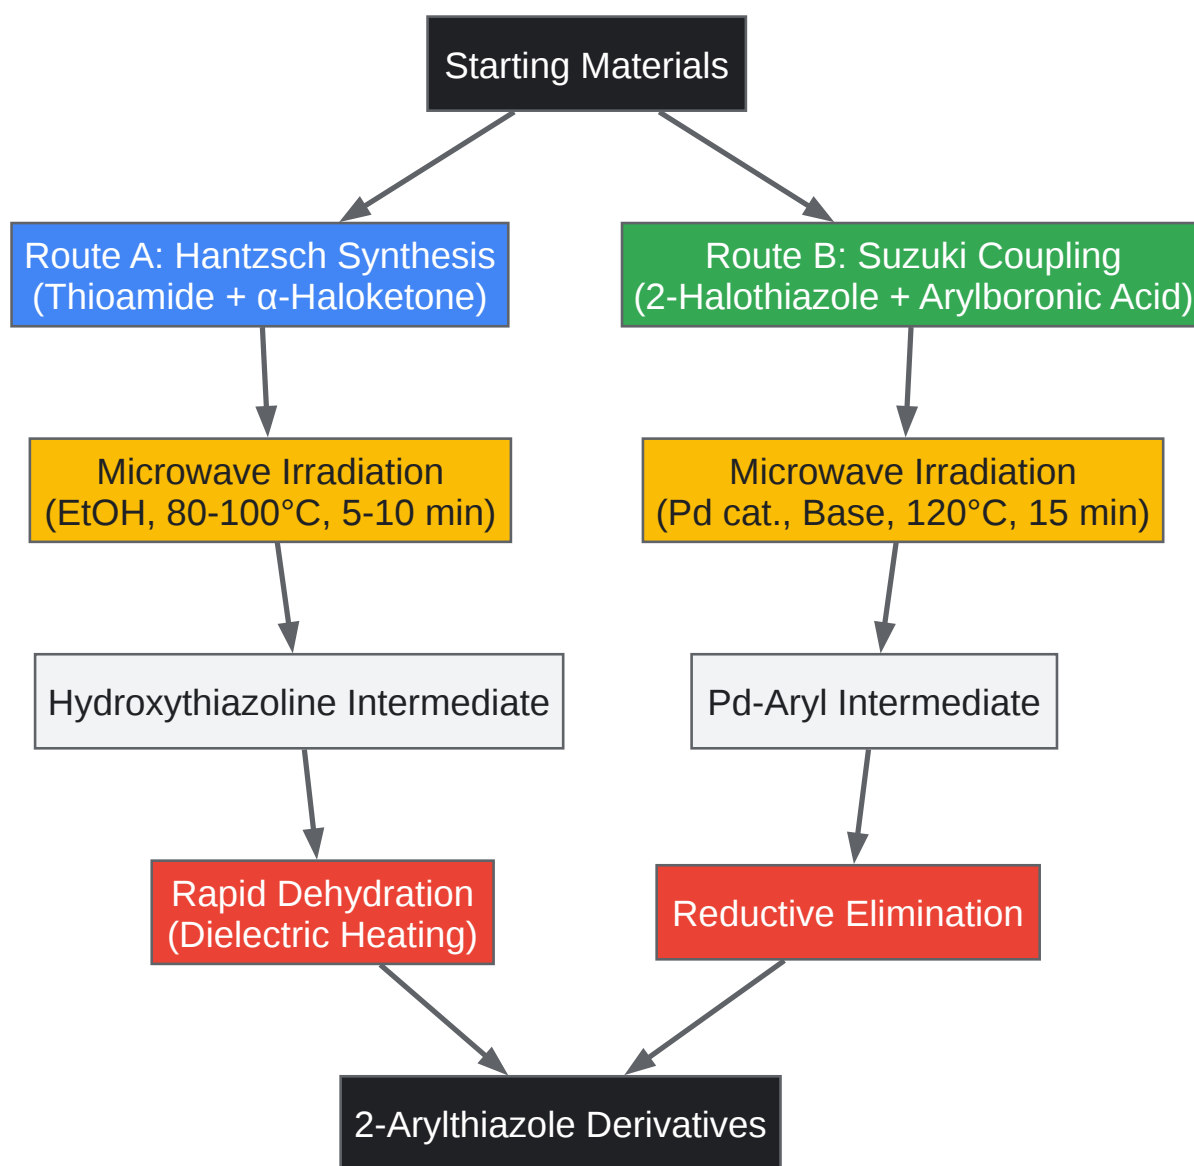 Starting Materials
Route A: Hantzsch Synthesis
(Thioamide + α-Haloketone)
Route B: Suzuki Coupling
(2-Halothiazole + Arylboronic Acid)
Microwave Irradiation
(EtOH, 80-100°C, 5-10 min)
Microwave Irradiation
(Pd cat., Base, 120°C, 15 min)
Hydroxythiazoline Intermediate
Pd-Aryl Intermediate
Rapid Dehydration
(Dielectric Heating)
Reductive Elimination
2-Arylthiazole Derivatives